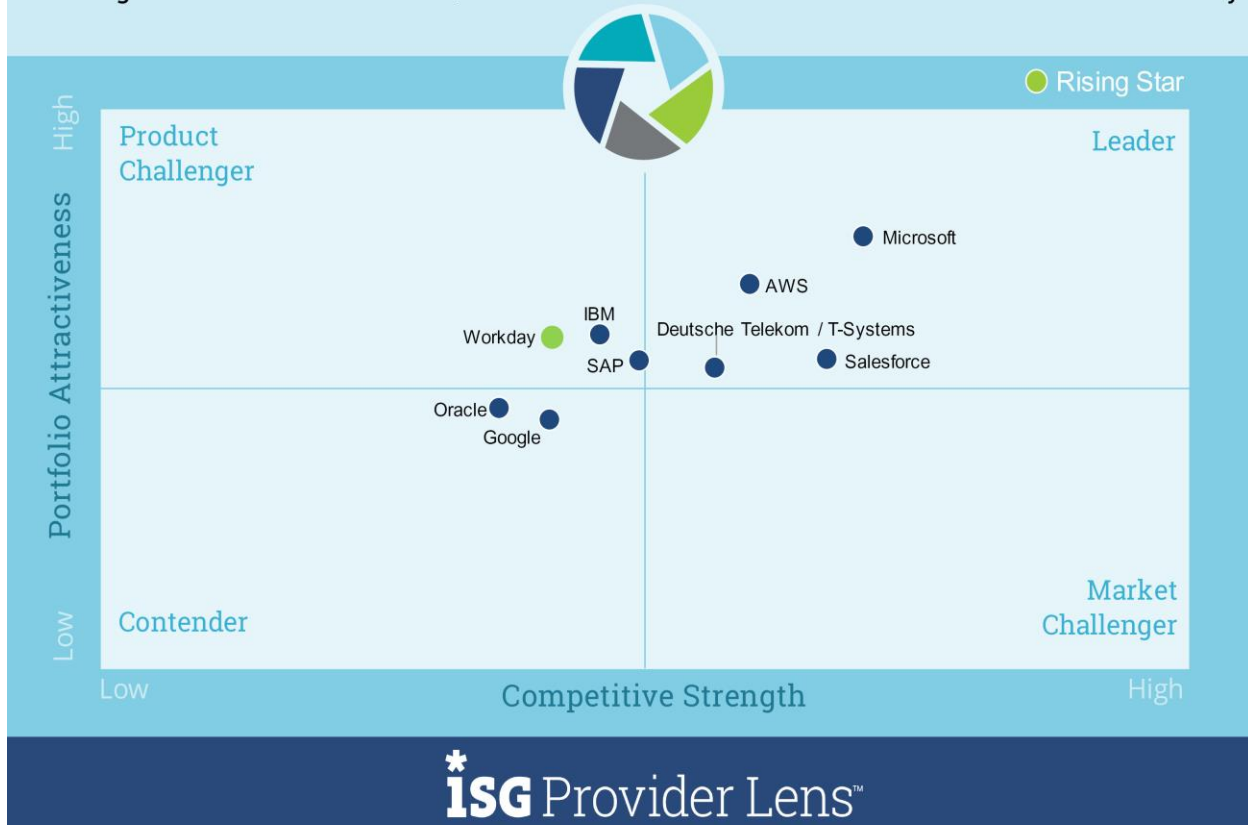 Rising Star
High
Product
Challenger
Leader
Microsoft
AWS
IBM
Deutsche Telekom / T-Systems
Workday
SAP
Salesforce
Oracle
Google
Portfolio Attractiveness
Contender
Market
Challenger
Low
Low
Competitive Strength
High
iSG Provider Lens™